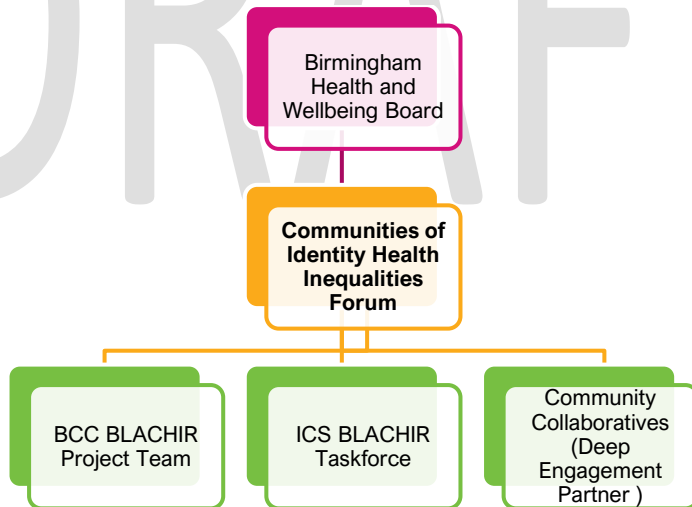 DRAF
Birmingham
Health and
Wellbeing Board
Communities of
Identity Health
Inequalities
Forum
BCC BLACHIR
Project Team
ICS BLACHIR
Taskforce
Community
Collaboratives
(Deep
Engagement
Partner )